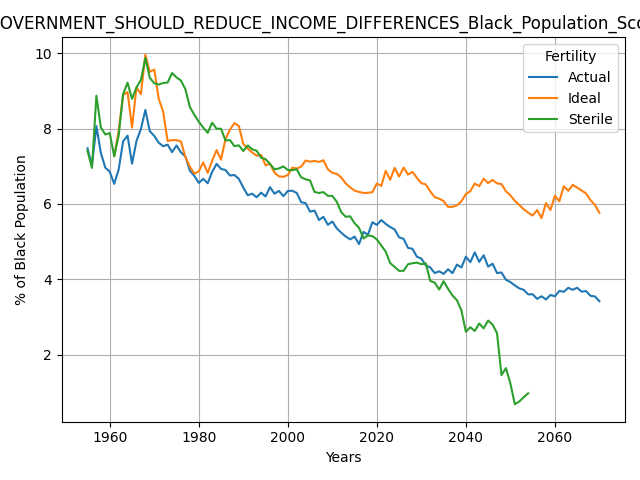 OVERNMENT_SHOULD_REDUCE_INCOME_DIFFERENCES_Black_Population_Sco
Fertility
Actual
Ideal
Sterile
% of Black Population
10
8
6
4
2
1960 1980 2000 2020 2040 2060
Years